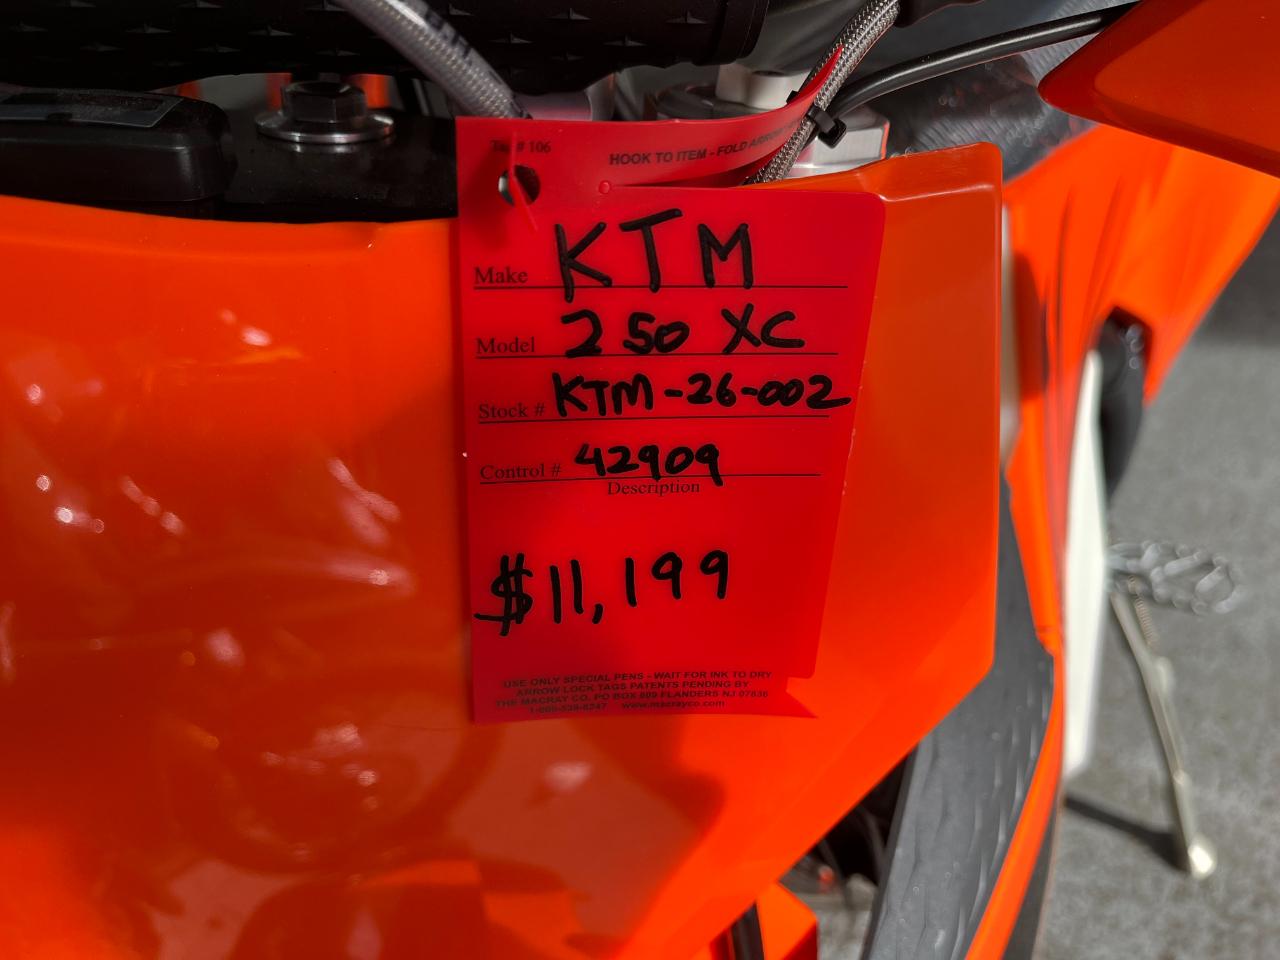 Tag # 106
HOOK TO ITEM - FOLD ARROW
Make KTM
Model 250 XC
Stock # KTM-26-002
Control # 42909
Description
$11,199
USE ONLY SPECIAL PENS - WAIT FOR INK TO DRY
ARROW LOCK TAGS PATENTS PENDING BY
THE MACRAY CO. PO BOX 809 FLANDERS NJ 07836
www.macrayco.com